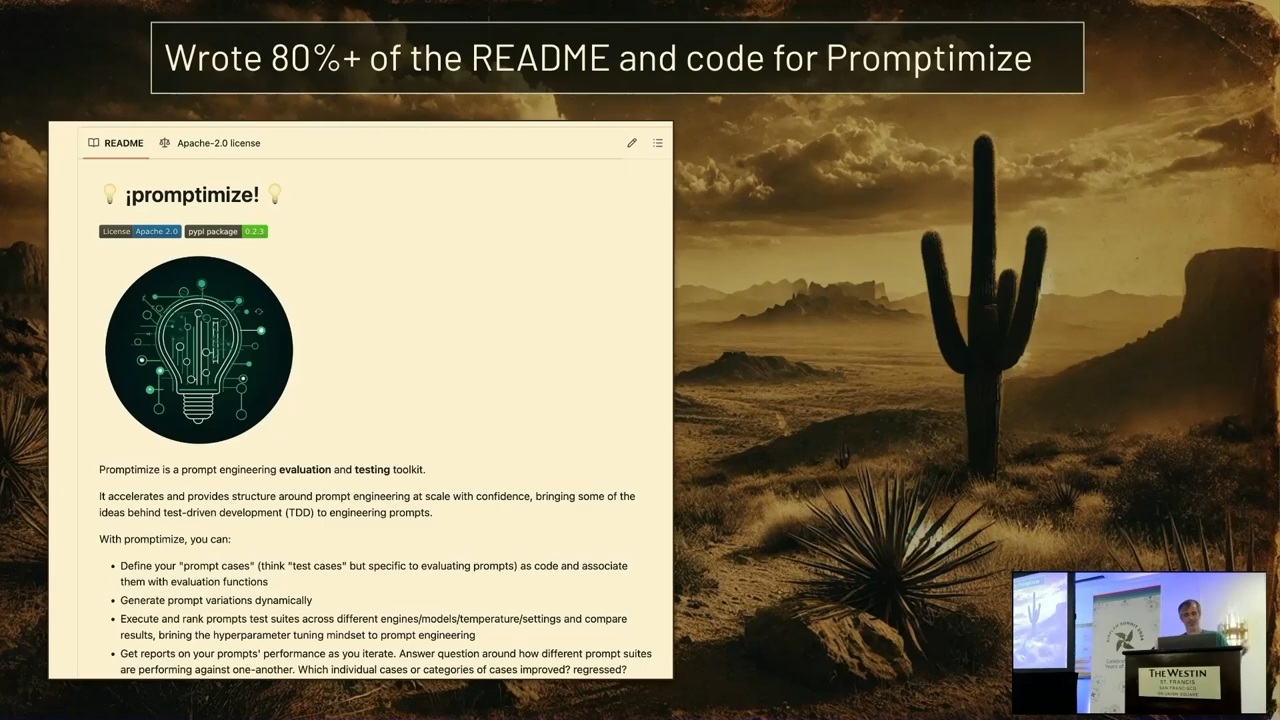 Wrote 80%+ of the README and code for Promptimize
README
Apache-2.0 license
¡promptimize!
License Apache 2.0 pypi package 0.2.3
Promptimize is a prompt engineering evaluation and testing toolkit.
It accelerates and provides structure around prompt engineering at scale with confidence, bringing some of the
ideas behind test-driven development (TDD) to engineering prompts.
With promptimize, you can:
• Define your "prompt cases" (think "test cases" but specific to evaluating prompts) as code and associate
them with evaluation functions
• Generate prompt variations dynamically
• Execute and rank prompts test suites across different engines/models/temperature/settings and compare
results, brining the hyperparameter tuning mindset to prompt engineering
• Get reports on your prompts' performance as you iterate. Answer question around how different prompt suites
are performing against one-another. Which individual cases or categories of cases improved? regressed?
THE WESTIN
ST. FRANCIS
SAN FRANCISCO
ON UNION SQUARE